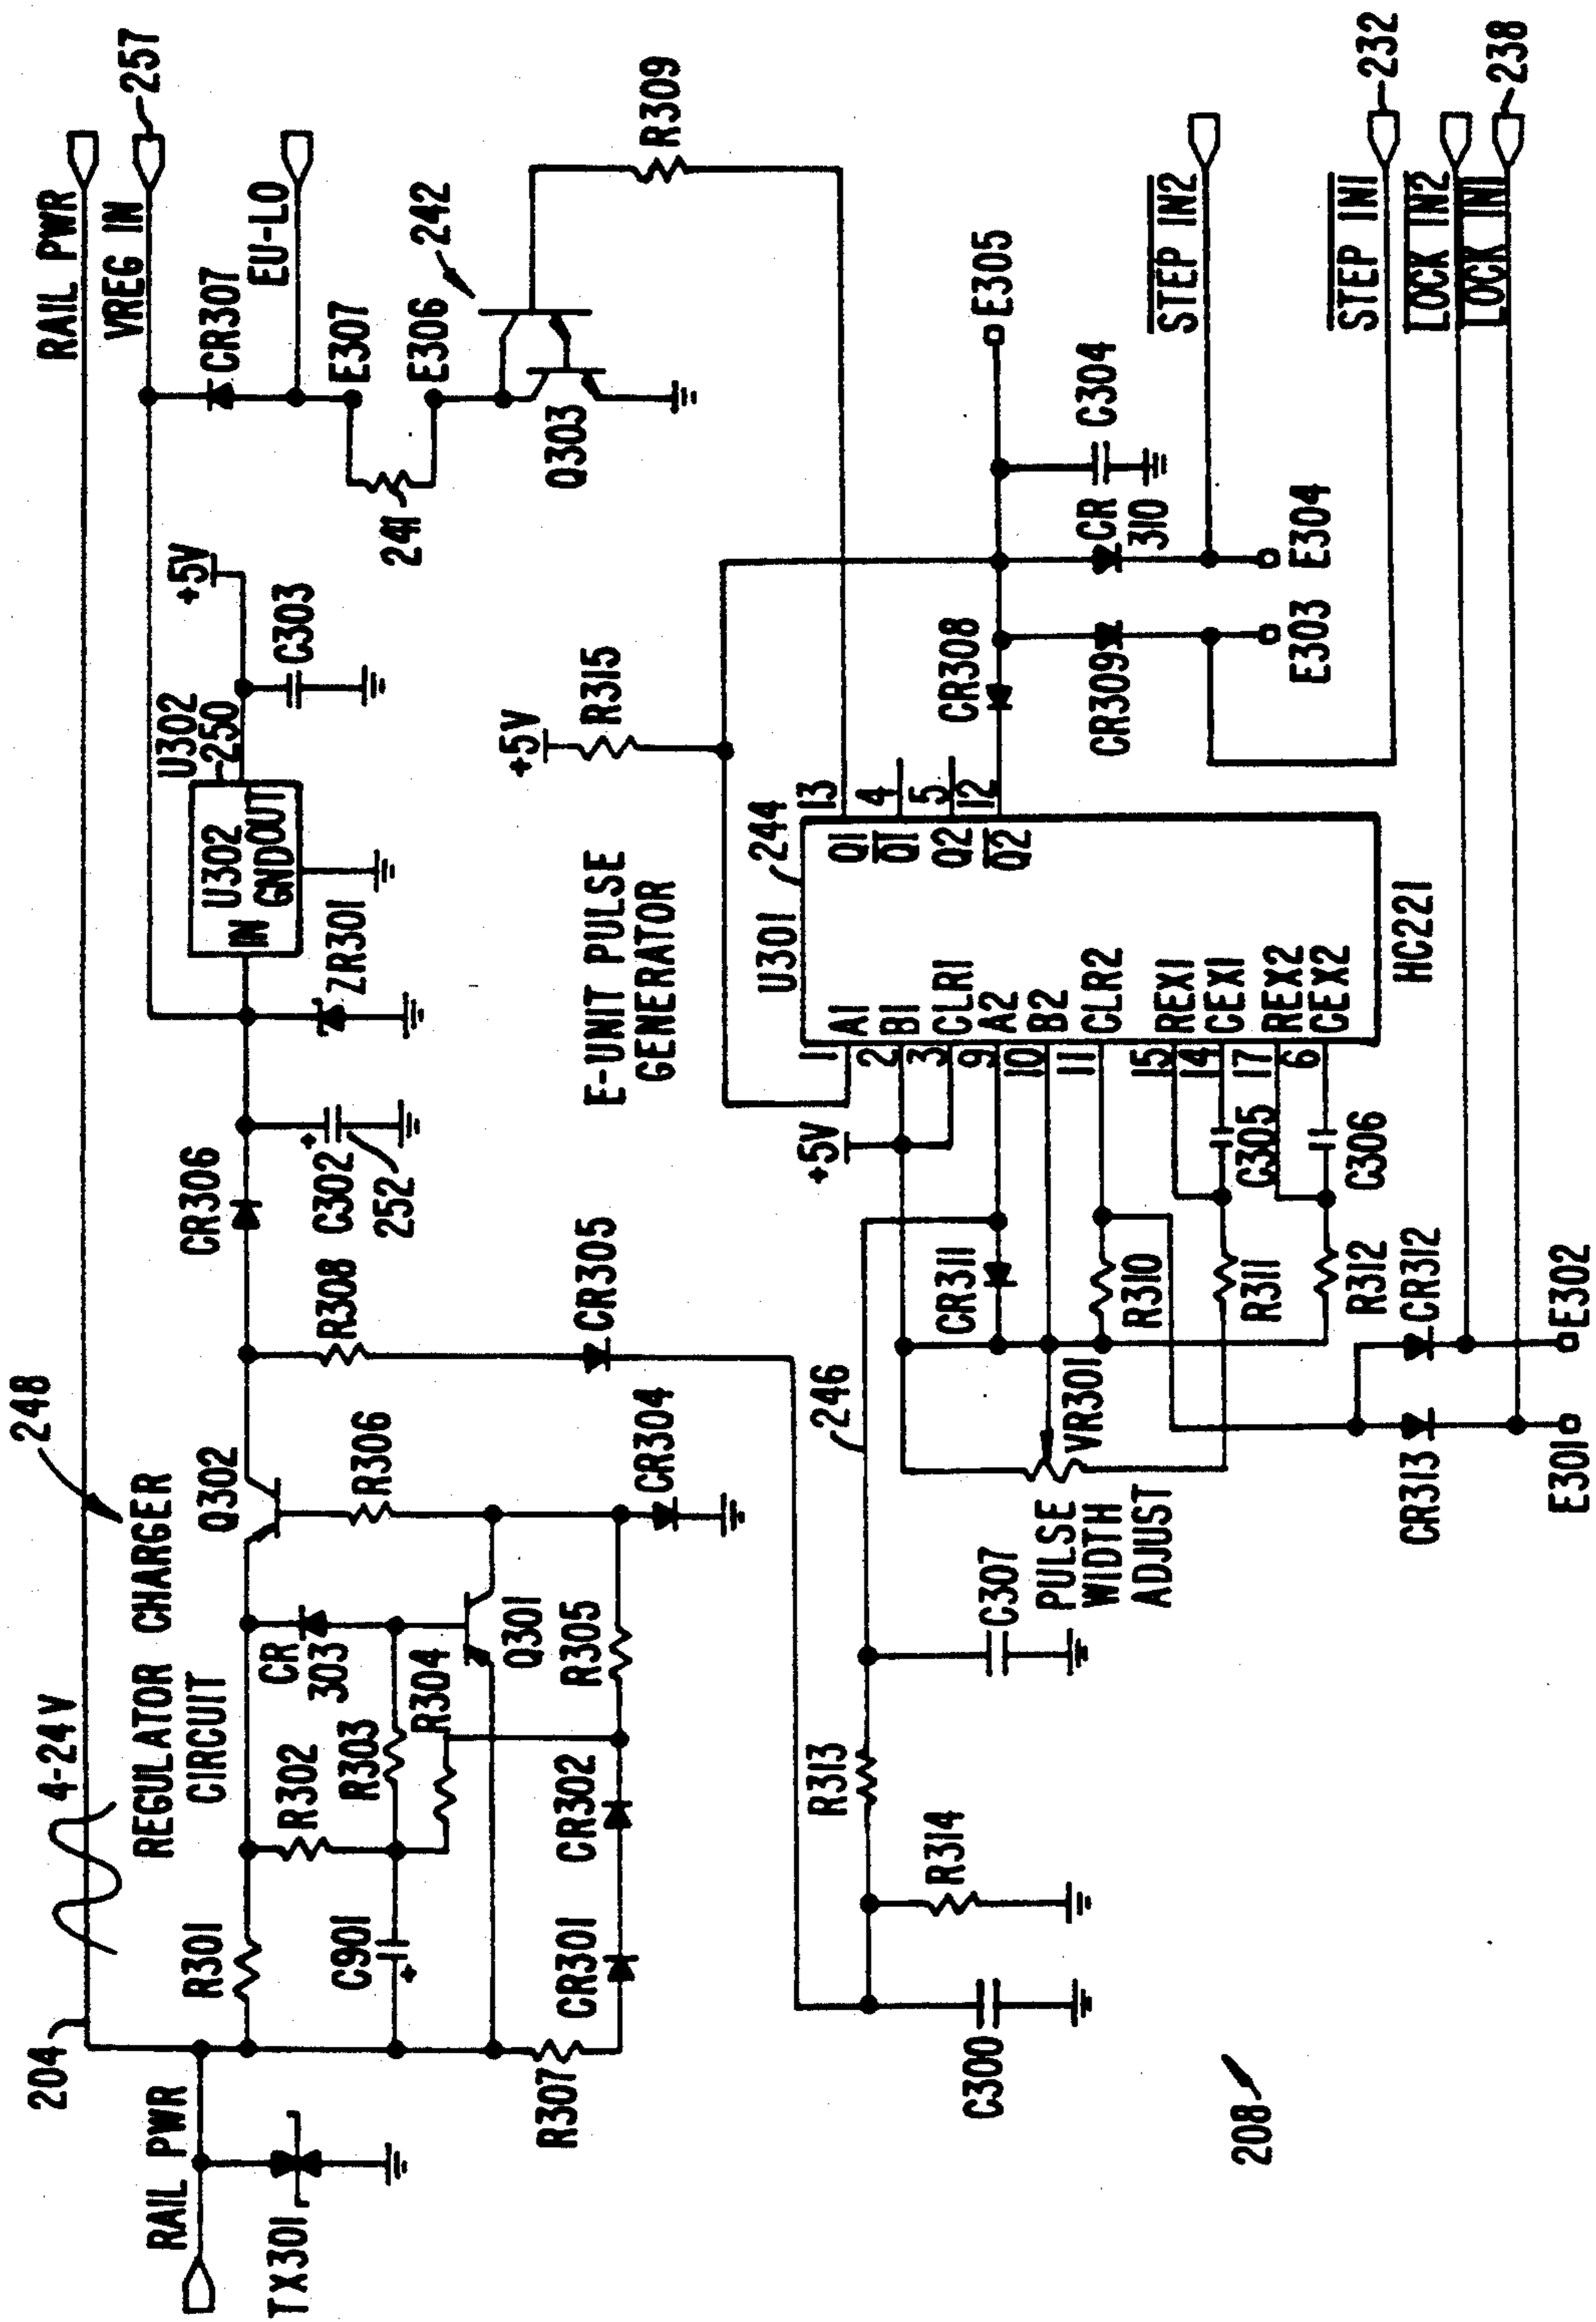 204
4-24V
248
RAIL PWR
RAIL PWR
VREG IN
257
REGULATOR CHARGER
CIRCUIT
TX301
R301
R302
CR
303
Q302
R306
C901
R303
R304
Q301
R305
CR304
R307
CR301
CR302
R308
CR305
CR306
C302
+
252
ZR301
U302
IN
GND
OUT
U302
250
+5V
C303
CR307
EU-LO
E307
E306
241
242
Q303
R309
E-UNIT PULSE
GENERATOR
+5V
R315
U301
244
A1
B1
CLR1
A2
B2
CLR2
REX1
CEX1
REX2
CEX2
Q1
Q1
Q2
Q2
1
2
3
9
10
11
15
14
17
6
13
4
5
12
HC221
+5V
CR308
CR309
CR
310
C304
E305
E303
E304
STEP IN2
STEP IN1
232
LOCK IN2
LOCK IN1
238
246
CR311
R310
R311
R312
C305
C306
VR301
PULSE
WIDTH
ADJUST
C307
R313
R314
C300
+
CR313
CR312
E301
E302
208